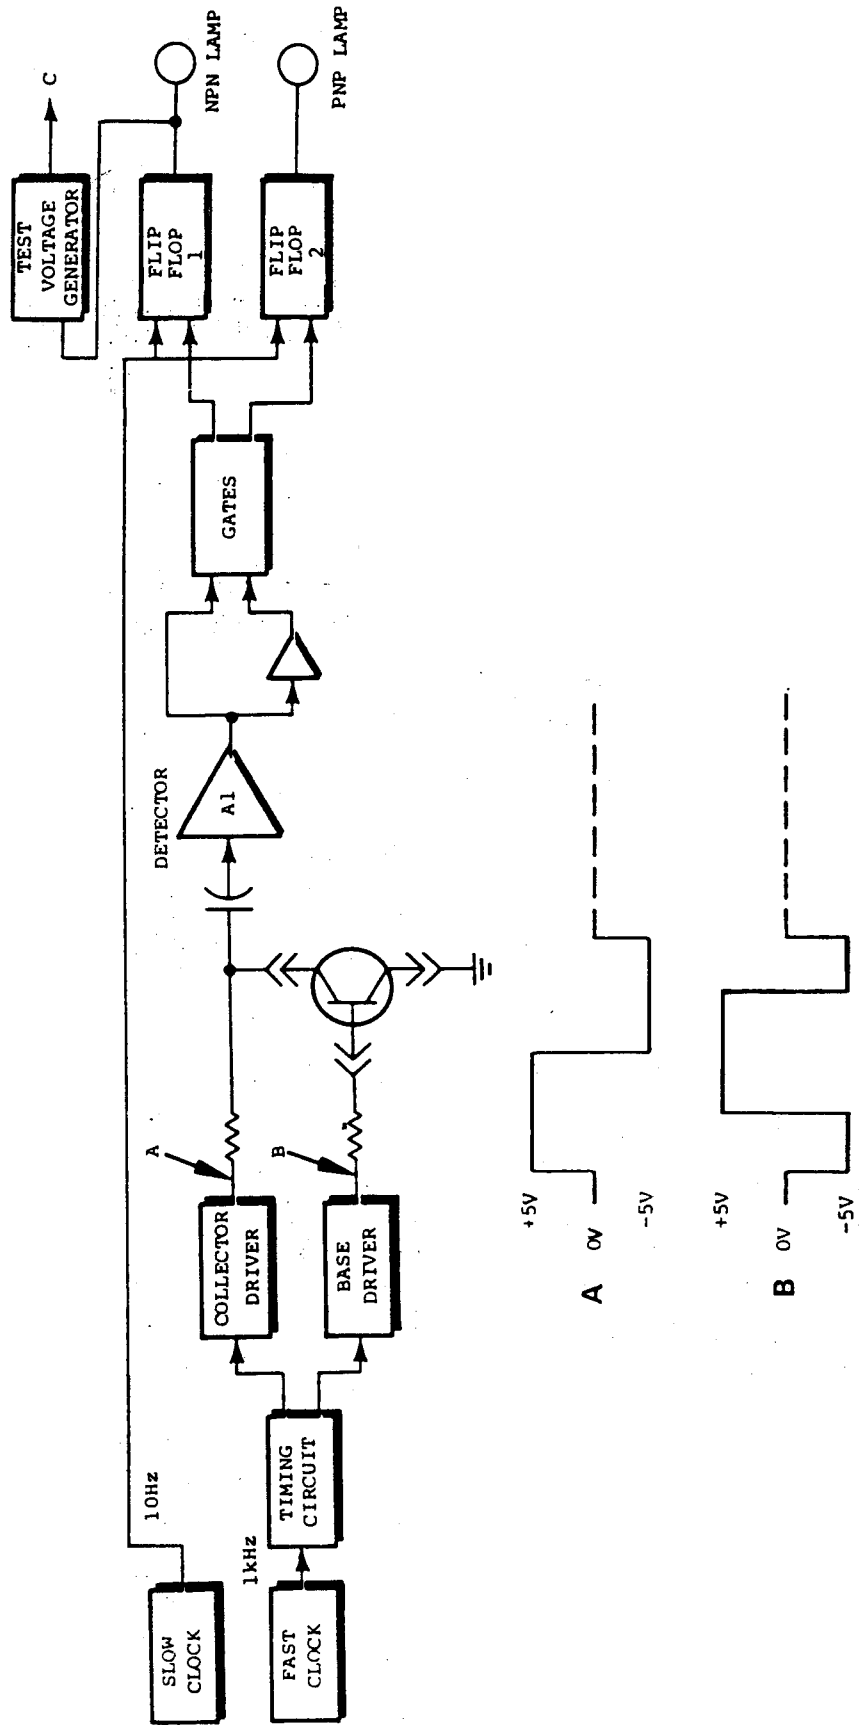 SLOW
CLOCK
10Hz
FAST
CLOCK
1kHz
TIMING
CIRCUIT
COLLECTOR
DRIVER
BASE
DRIVER
A
B
DETECTOR
A1
GATES
TEST
VOLTAGE
GENERATOR
C
FLIP
FLOP
1
NPN LAMP
FLIP
FLOP
2
PNP LAMP
+5V
A 0V
-5V
+5V
B 0V
-5V